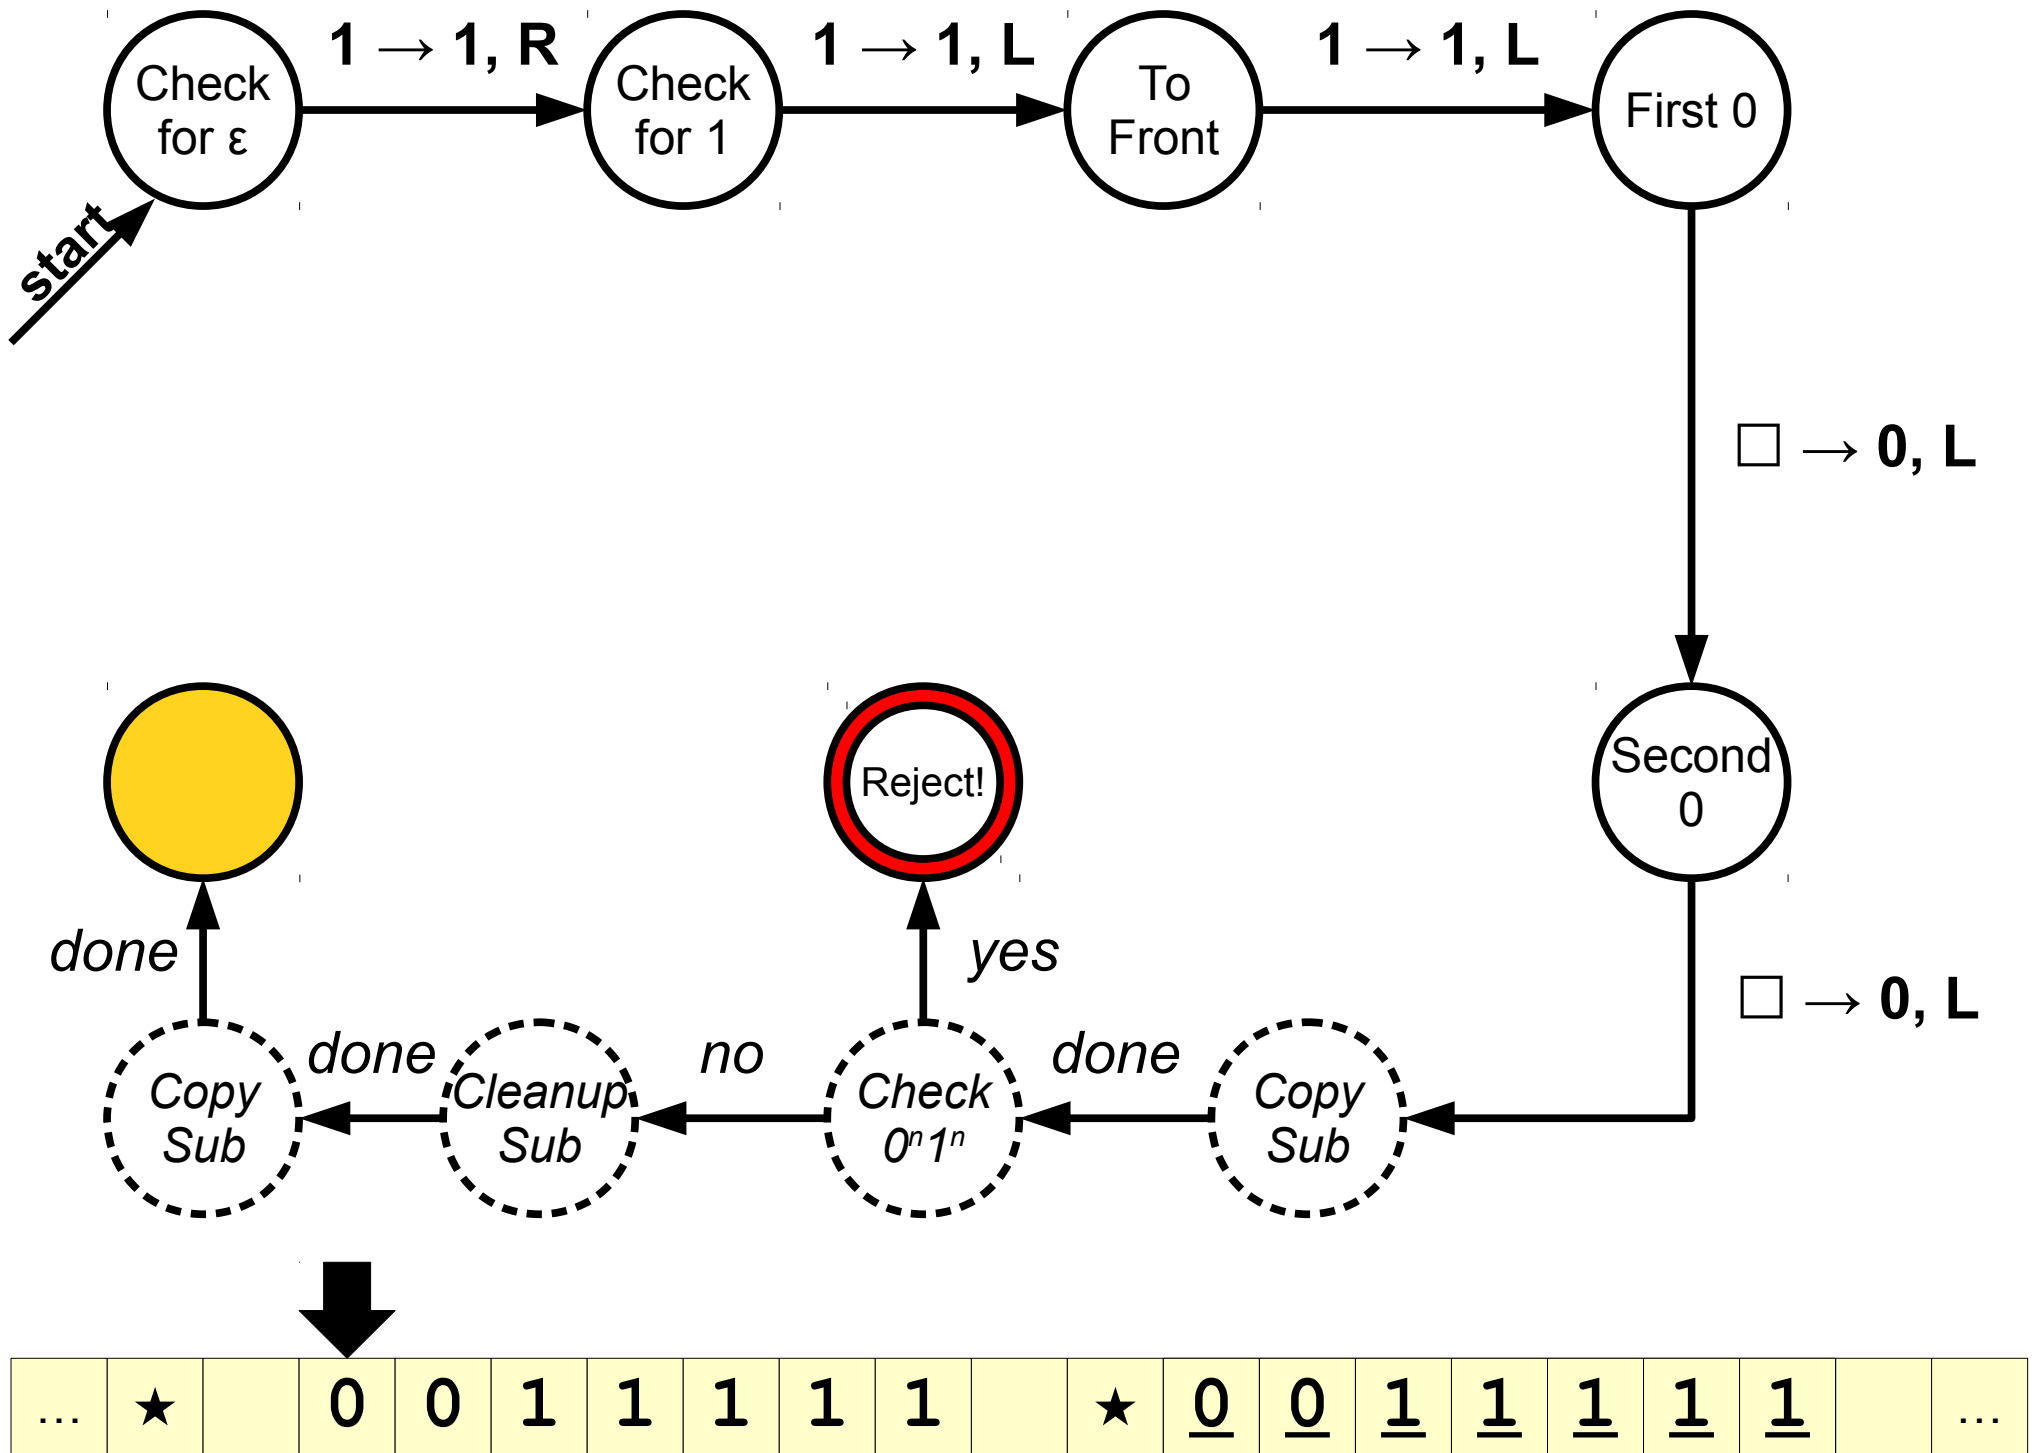 1 → 1, R
1 → 1, L
1 → 1, L
Check
for ε
Check
for 1
To
Front
First 0
start
□ → 0, L
Reject!
Second
0
done
yes
□ → 0, L
done
no
done
Copy
Sub
Cleanup
Sub
Check
0ⁿ1ⁿ
Copy
Sub
… ★ 0 0 1 1 1 1 1 ★ 0 0 1 1 1 1 1 …